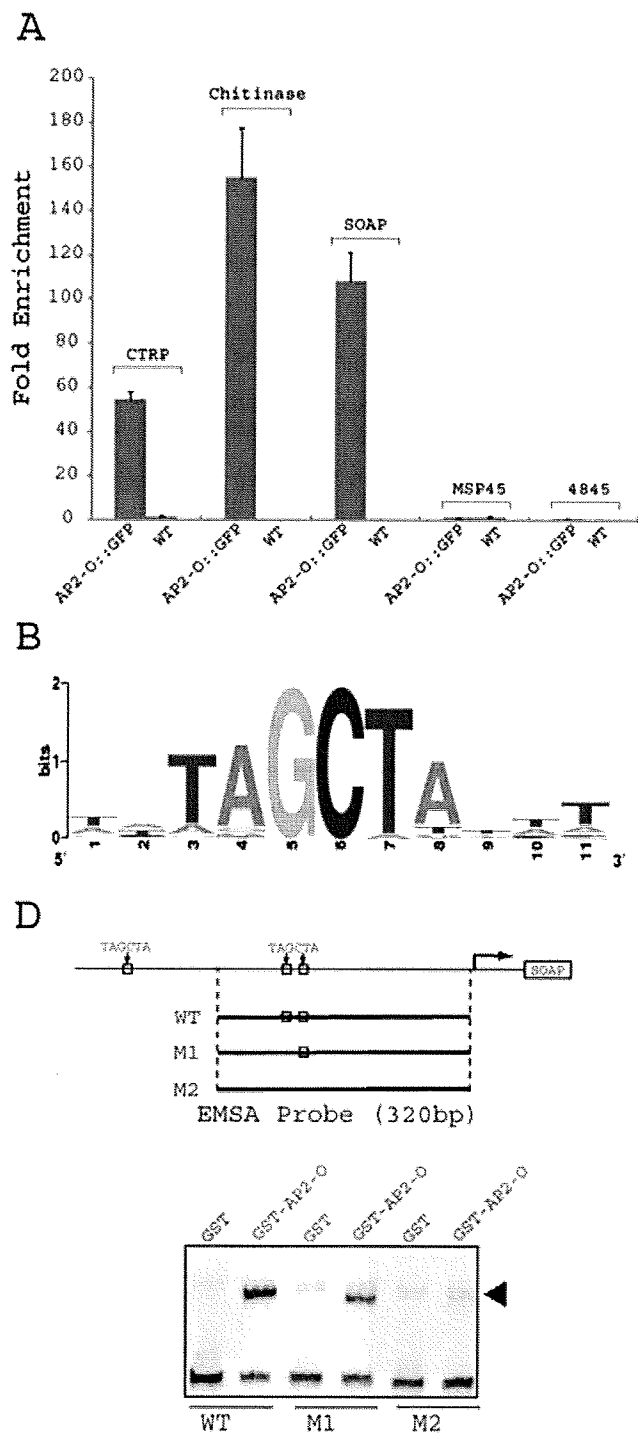 A
Fold Enrichment
200
180
160
140
120
100
80
60
40
20
0
CTRP
Chitinase
SOAP
MSP45
4845
AP2-O::GFP
WT
AP2-O::GFP
WT
AP2-O::GFP
WT
AP2-O::GFP
WT
AP2-O::GFP
WT
B
2
1
0
bits
TAGCTA
T
5'
1 2 3 4 5 6 7 8 9 10 11
3'
D
TAGCTA
TAGCTA
SOAP
WT
M1
M2
EMSA Probe (320bp)
GST
GST-AP2-O
GST
GST-AP2-O
GST
GST-AP2-O
WT
M1
M2